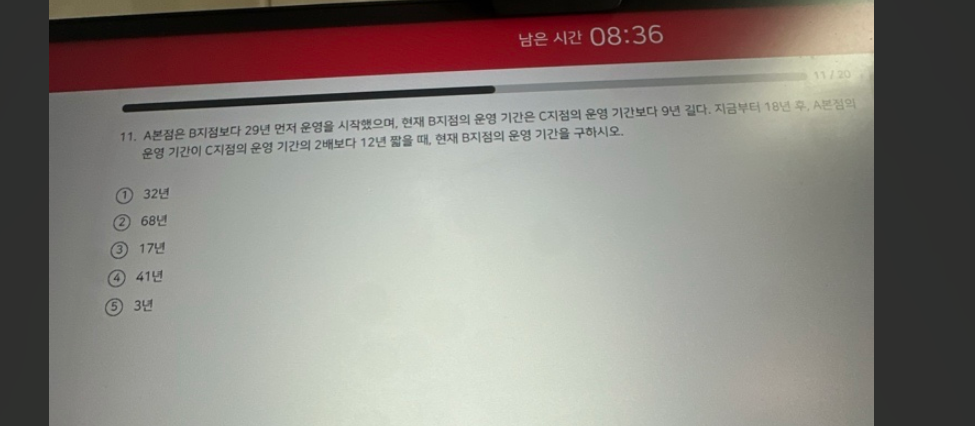 남은 시간 08:36
11 / 20
11. A본점은 B지점보다 29년 먼저 운영을 시작했으며, 현재 B지점의 운영 기간은 C지점의 운영 기간보다 9년 길다. 지금부터 18년 후, A본점의
운영 기간이 C지점의 운영 기간의 2배보다 12년 짧을 때, 현재 B지점의 운영 기간을 구하시오.
① 32년
② 68년
③ 17년
④ 41년
⑤ 3년